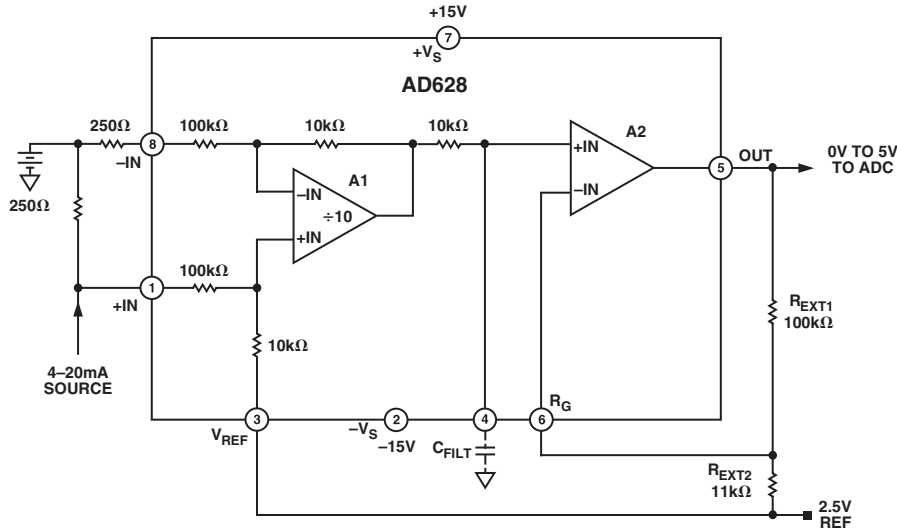 +15V
7
+VS
AD628
250Ω
8
–IN
100kΩ
10kΩ
10kΩ
A2
+IN
–IN
5
OUT
0V TO 5V
TO ADC
A1
–IN
÷10
+IN
250Ω
1
+IN
100kΩ
10kΩ
REXT1
100kΩ
4–20mA
SOURCE
3
VREF
2
–VS
–15V
4
CFILT
6
RG
REXT2
11kΩ
2.5V
REF